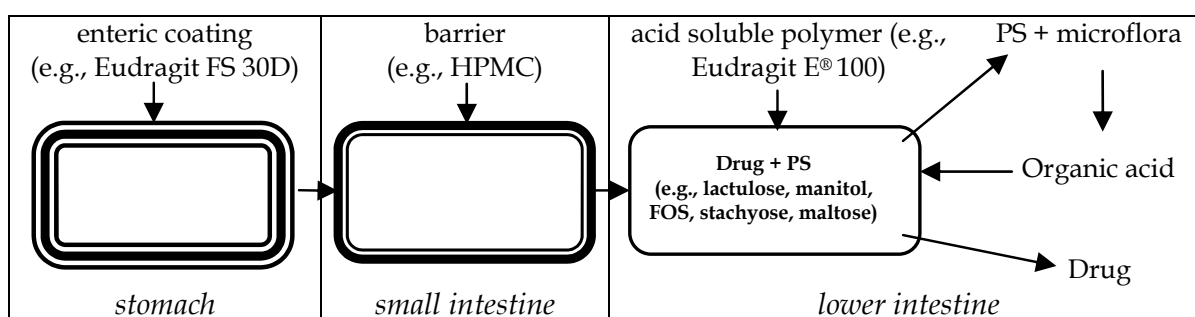 enteric coating
(e.g., Eudragit FS 30D)
stomach
barrier
(e.g., HPMC)
small intestine
acid soluble polymer (e.g.,
Eudragit E® 100)
PS + microflora
Drug + PS
(e.g., lactulose, manitol,
FOS, stachyose, maltose)
Organic acid
Drug
lower intestine